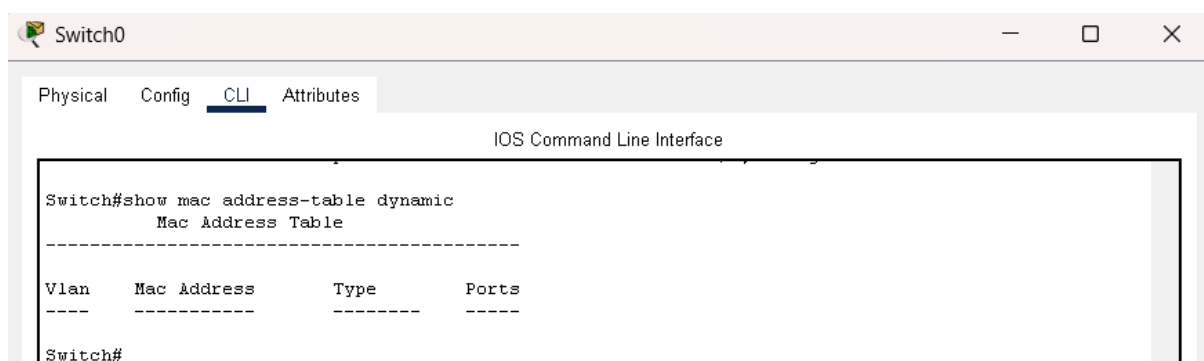 Switch0
Physical Config CLI Attributes
IOS Command Line Interface
Switch#show mac address-table dynamic
Mac Address Table
-------------------------------------------
Vlan Mac Address Type Ports
---- ----------- -------- -----
Switch#